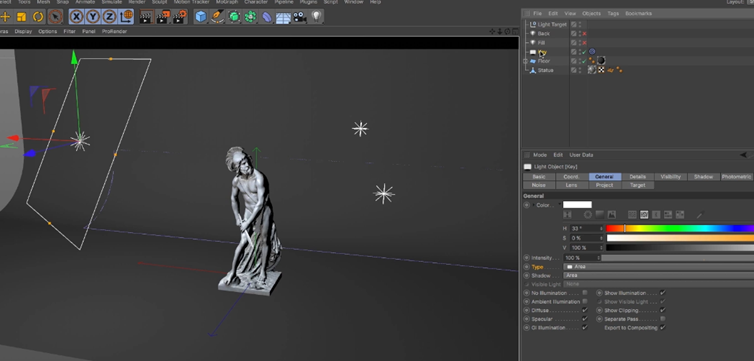 Tools Mesh Snap Animate Simulate Render Sculpt Motion Tracker MoGraph Character Pipeline Plugins Script Window Help Layout:
File Edit View Objects Tags Bookmarks
Display Options Filter Panel ProRender
Light Target
Back
Fill
Key
Floor
Statue
Mode Edit User Data
Light Object [Key]
Basic Coord. General Details Visibility Shadow Photometric
Noise Lens Project Target
General
Color
H 33 °
S 0 %
V 100 %
Intensity 100 %
Type Area
Shadow Area
Visible Light None
No Illumination Show Illumination
Ambient Illumination Show Visible Light
Diffuse Show Clipping
Specular Separate Pass
GI Illumination Export to Compositing